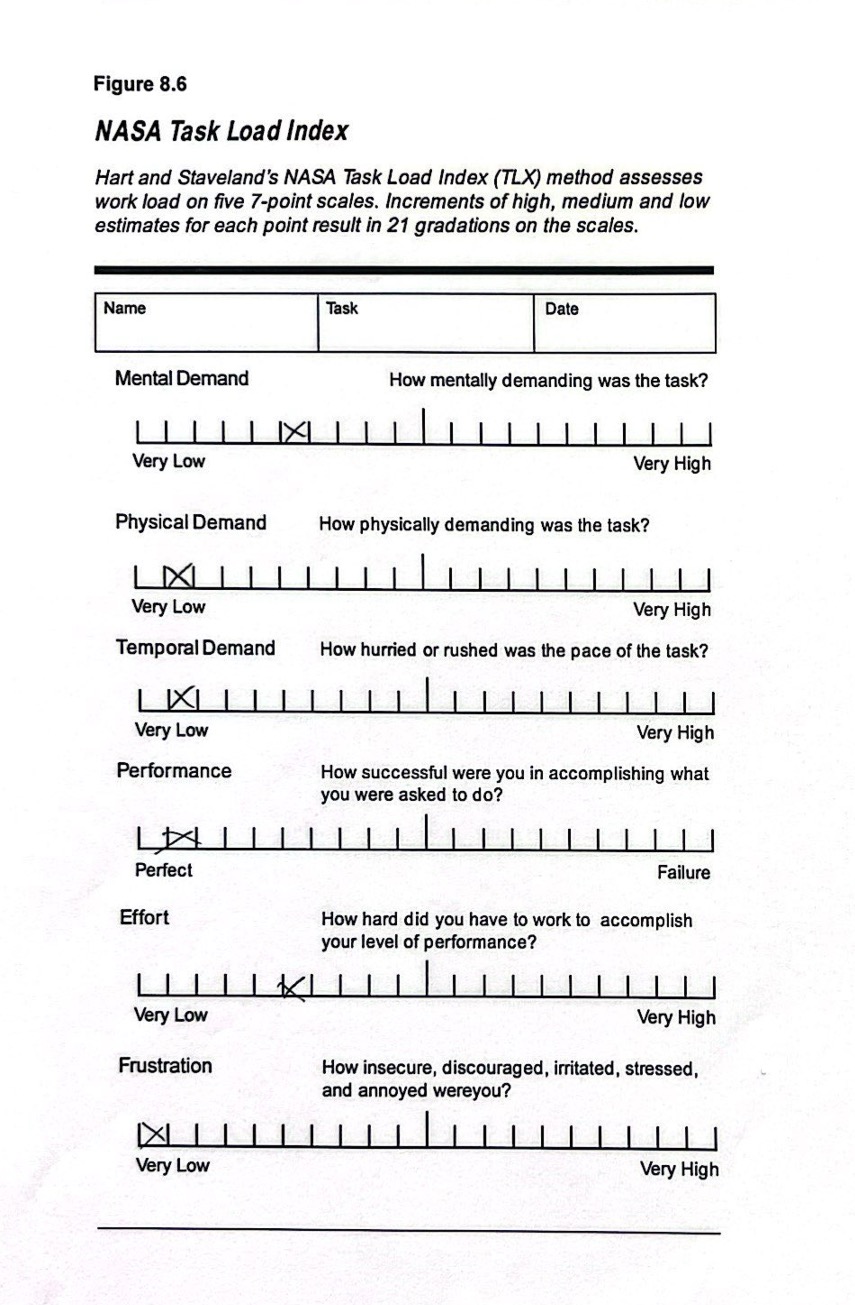 Figure 8.6
NASA Task Load Index
Hart and Staveland's NASA Task Load Index (TLX) method assesses
work load on five 7-point scales. Increments of high, medium and low
estimates for each point result in 21 gradations on the scales.
Name Task Date
Mental Demand How mentally demanding was the task?
Very Low Very High
Physical Demand How physically demanding was the task?
Very Low Very High
Temporal Demand How hurried or rushed was the pace of the task?
Very Low Very High
Performance How successful were you in accomplishing what
you were asked to do?
Perfect Failure
Effort How hard did you have to work to accomplish
your level of performance?
Very Low Very High
Frustration How insecure, discouraged, irritated, stressed,
and annoyed wereyou?
Very Low Very High